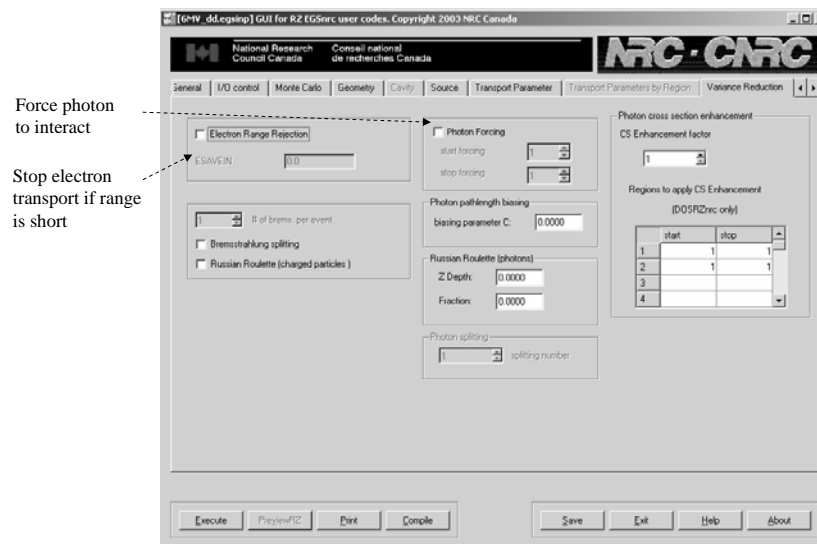 [6MV_dd.egsinp] GUI for RZ EGSnrc user codes. Copyright 2003 NRC Canada
National Research Council Canada
Conseil national de recherches Canada
NRC · CNRC
General I/O control Monte Carlo Geometry Cavity Source Transport Parameter Transport Parameters by Region Variance Reduction
Force photon
to interact
Stop electron
transport if range
is short
Electron Range Rejection
ESAVEIN 0.0
1 # of brems. per event
Bremsstrahlung splitting
Russian Roulette (charged particles )
Photon Forcing
start forcing 1
stop forcing 1
Photon pathlength biasing
biasing parameter C: 0.0000
Russian Roulette (photons)
Z Depth: 0.0000
Fraction: 0.0000
Photon splitting
1 splitting number
Photon cross section enhancement
CS Enhancement factor
1
Regions to apply CS Enhancement
(DOSRZnrc only)
start stop
1 1 1
2 1 1
3
4
Execute PreviewRZ Print Compile Save Exit Help About